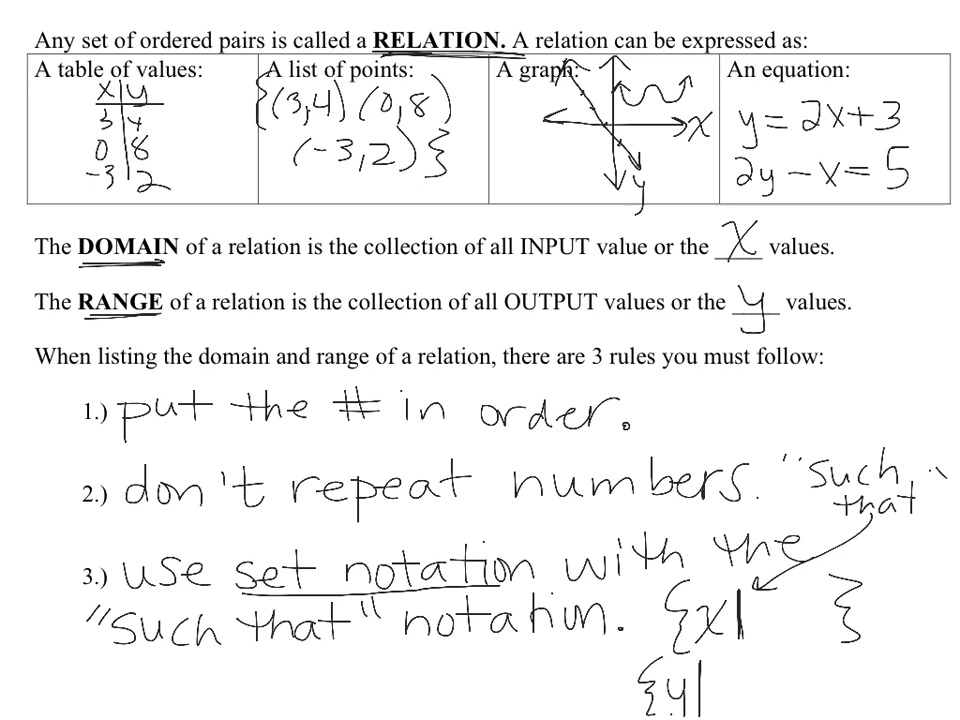 Any set of ordered pairs is called a RELATION. A relation can be expressed as:
A table of values: A list of points: A graph: An equation:
x y {(3,4) (0,8) y = 2x+3
3 4 (-3,2)} x
0 8 2y - x = 5
-3 2 y
The DOMAIN of a relation is the collection of all INPUT value or the x values.
The RANGE of a relation is the collection of all OUTPUT values or the y values.
When listing the domain and range of a relation, there are 3 rules you must follow:
1.) put the # in order.
2.) don't repeat numbers. "such that"
3.) use set notation with the
"such that" notation. {x| }
{y|